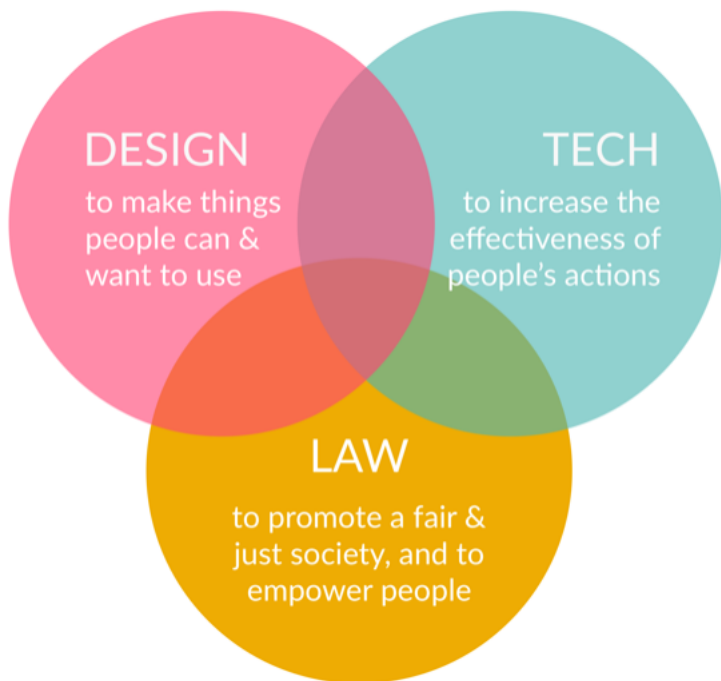 DESIGN
to make things
people can &
want to use
TECH
to increase the
effectiveness of
people’s actions
LAW
to promote a fair &
just society, and to
empower people